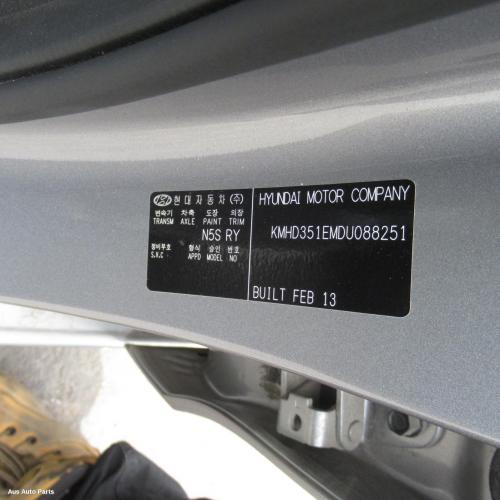 현대자동차(주)
변속기 차축 도장 의장
TRANSM AXLE PAINT TRIM
N5S RY
정비부호 형식 승인 번호
S.V.C APPD MODEL NO
HYUNDAI MOTOR COMPANY
KMHD351EMDU088251
BUILT FEB 13
Aus Auto Parts